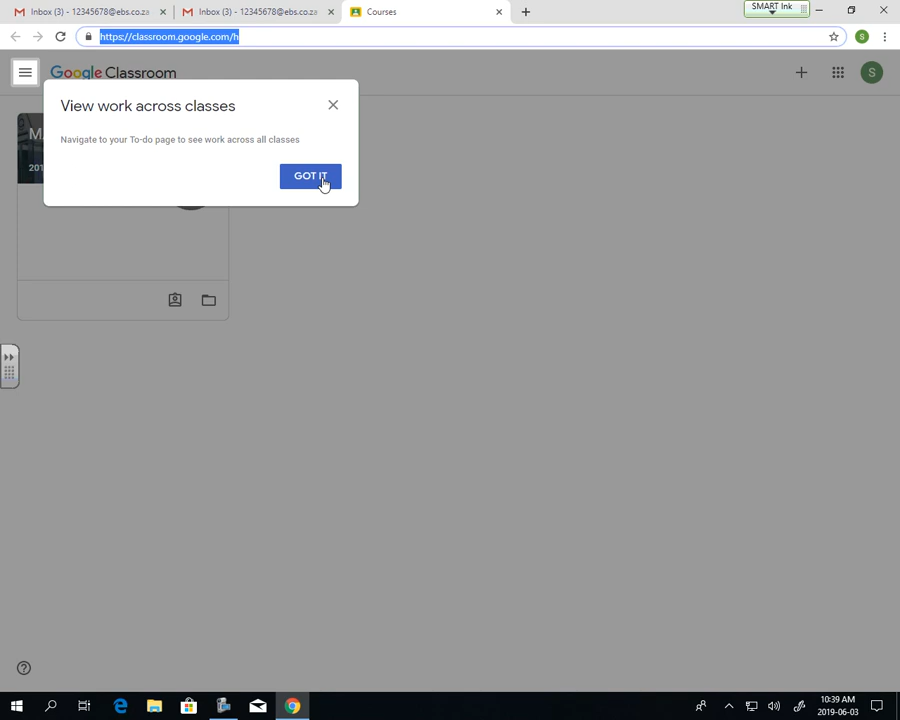 Inbox (3) - 12345678@ebs.co.za
Inbox (3) - 12345678@ebs.co.za
Courses
SMART Ink
https://classroom.google.com/h
S
Google Classroom
S
View work across classes
Navigate to your To-do page to see work across all classes
GOT IT
10:39 AM
2019-06-03